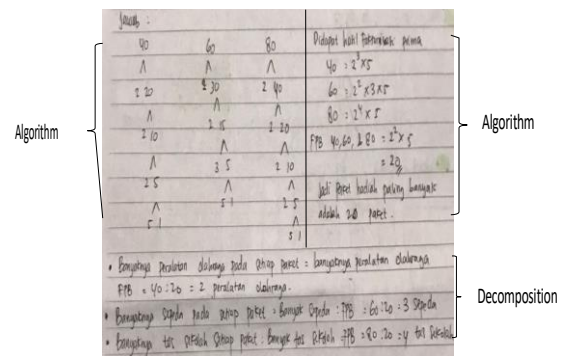 Jawab :
40 60 80
2 20 2 30 2 40
2 10 2 15 2 20
2 5 3 5 2 10
5 1 5 1 2 5
5 1
Didapat hasil faktorisasi prima
40 = 2³ x 5
60 = 2² x 3 x 5
80 = 2⁴ x 5
FPB 40, 60, & 80 = 2² x 5
= 20
Jadi Paket hadiah paling banyak
adalah 20 paket.
Algorithm
Algorithm
• Banyaknya peralatan olahraga pada setiap paket = banyaknya peralatan olahraga
FPB = 40 : 20 = 2 peralatan olahraga.
• Banyaknya sepeda pada setiap paket = Banyak sepeda : FPB = 60 : 20 = 3 sepeda
• Banyaknya tas sekolah setiap paket : Banyak tas sekolah FPB = 80 : 20 = 4 tas sekolah
Decomposition